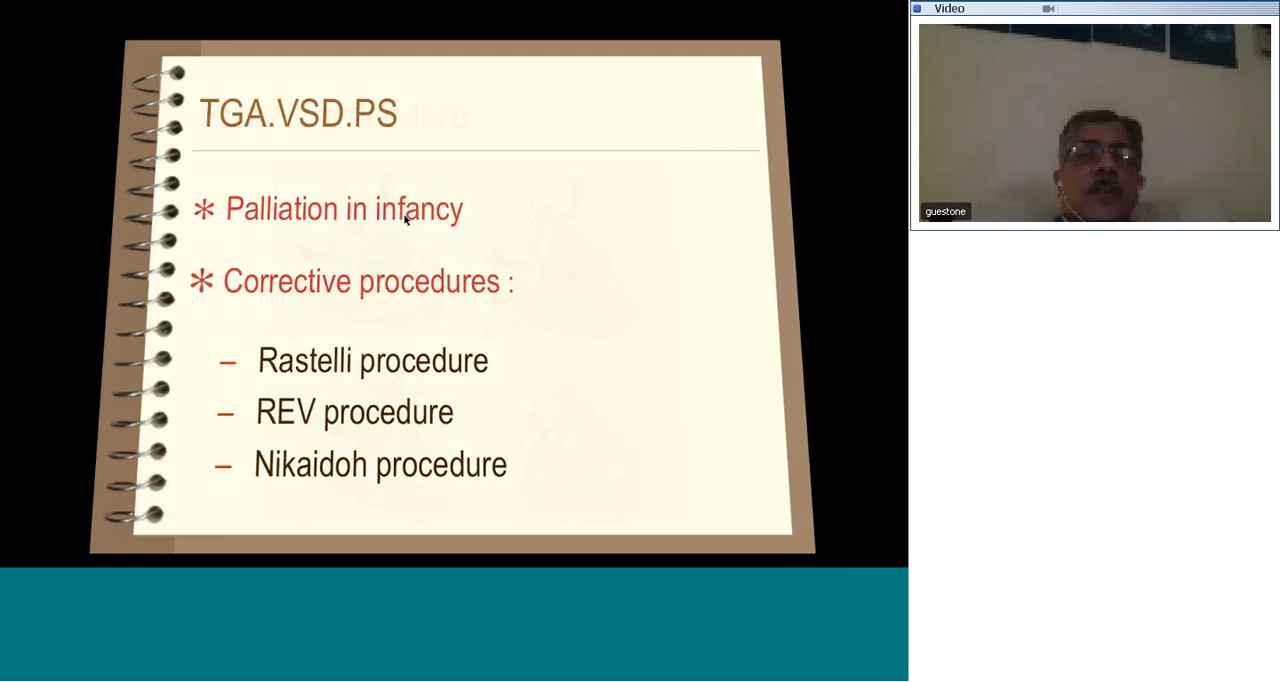 TGA.VSD.PS
* Palliation in infancy
* Corrective procedures :
– Rastelli procedure
– REV procedure
– Nikaidoh procedure
Video
guestone